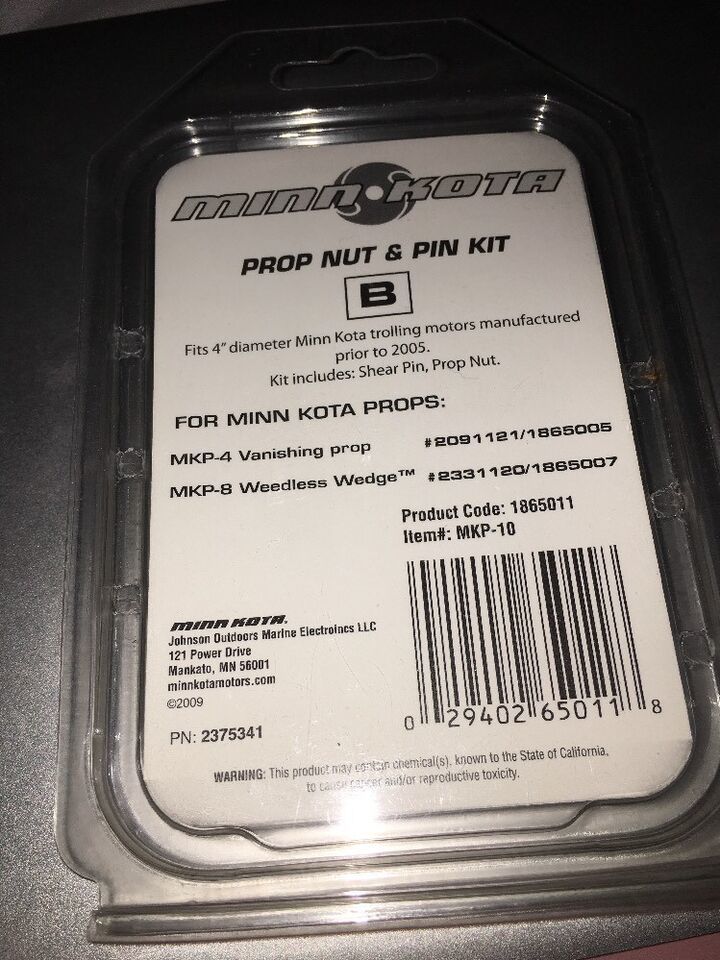 MINN KOTA
PROP NUT & PIN KIT
B
Fits 4" diameter Minn Kota trolling motors manufactured
prior to 2005.
Kit includes: Shear Pin, Prop Nut.
FOR MINN KOTA PROPS:
MKP-4 Vanishing prop #2091121/1865005
MKP-8 Weedless Wedge™ #2331120/1865007
Product Code: 1865011
Item#: MKP-10
MINN KOTA.
Johnson Outdoors Marine Electroincs LLC
121 Power Drive
Mankato, MN 56001
minnkotamotors.com
©2009
0 29402 65011 8
PN: 2375341
WARNING: This product may contain chemical(s), known to the State of California,
to cause cancer and/or reproductive toxicity.